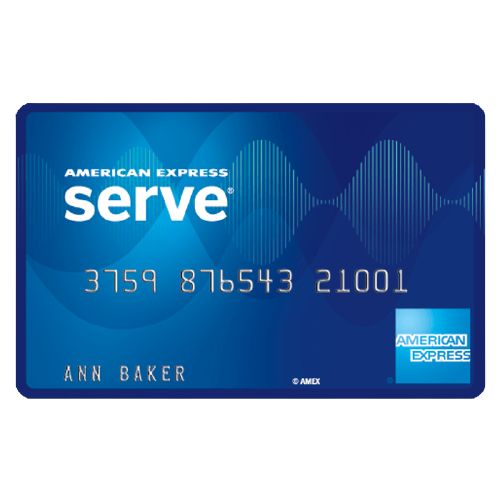 AMERICAN EXPRESS
serve®
3759 876543 21001
AMERICAN
EXPRESS
®
ANN BAKER
© AMEX